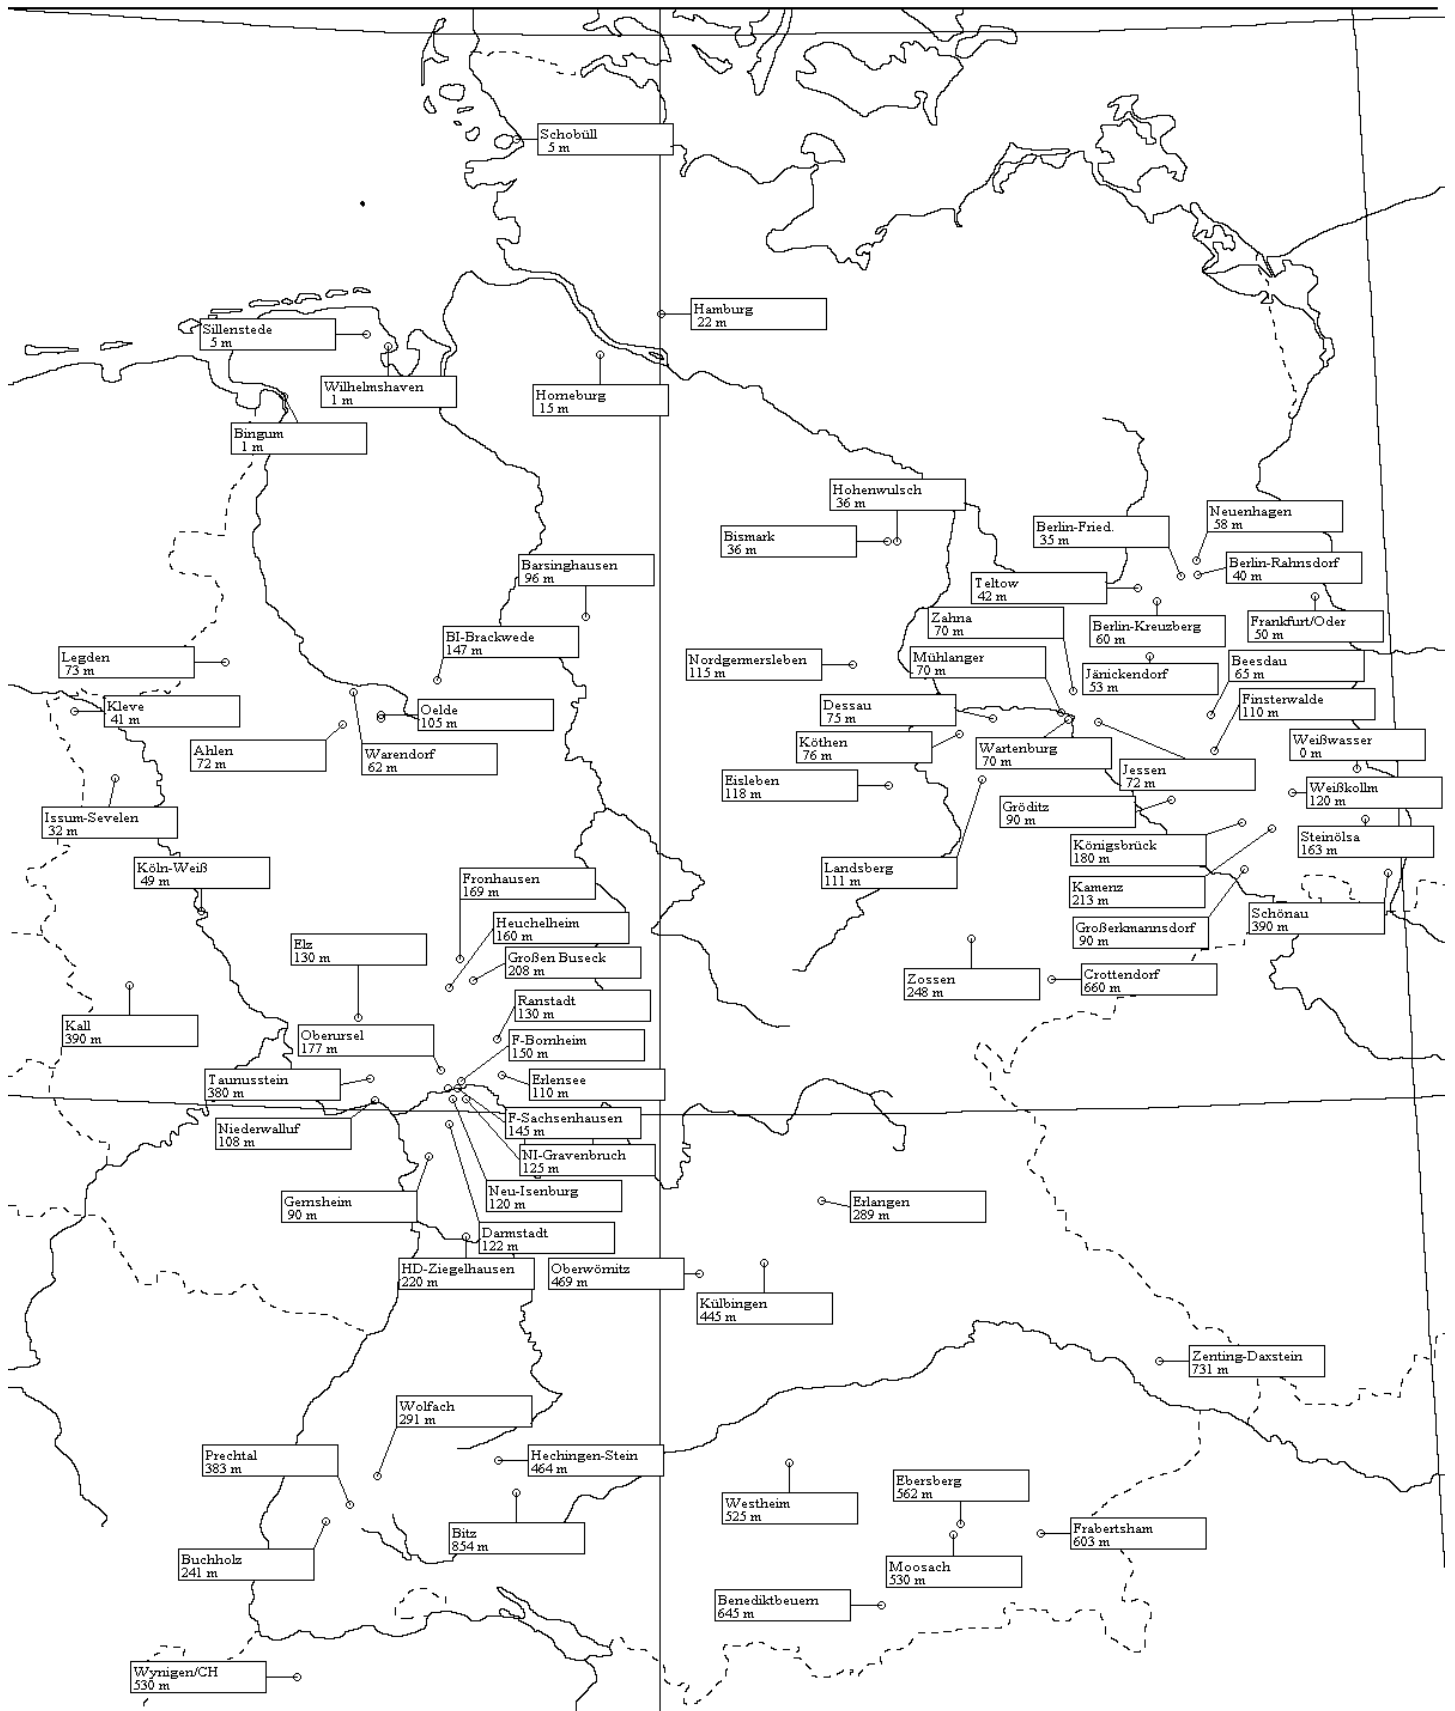 Schobüll
5 m
Hamburg
22 m
Sillenstede
5 m
Wilhelmshaven
1 m
Horneburg
15 m
Bingum
1 m
Hohenwulsch
36 m
Bismark
36 m
Berlin-Fried.
35 m
Neuenhagen
58 m
Barsinghausen
96 m
Berlin-Rahnsdorf
40 m
Teltow
42 m
Zahna
70 m
Berlin-Kreuzberg
60 m
Frankfurt/Oder
50 m
BI-Brackwede
147 m
Legden
73 m
Nordgermersleben
115 m
Mühlanger
70 m
Jänickendorf
53 m
Beesdau
65 m
Kleve
41 m
Oelde
105 m
Dessau
75 m
Finsterwalde
110 m
Ahlen
72 m
Warendorf
62 m
Köthen
76 m
Wartenburg
70 m
Weißwasser
0 m
Eisleben
118 m
Jessen
72 m
Weißkollm
120 m
Issum-Sevelen
32 m
Gröditz
90 m
Königsbrück
180 m
Steinölsa
163 m
Köln-Weiß
49 m
Fronhausen
169 m
Landsberg
111 m
Kamenz
213 m
Heuchelheim
160 m
Großerkmannsdorf
90 m
Schönau
390 m
Elz
130 m
Großen Buseck
208 m
Zossen
248 m
Crottendorf
660 m
Kall
390 m
Ranstadt
130 m
Oberursel
177 m
F-Bornheim
150 m
Taunusstein
380 m
Erlensee
110 m
Niederwalluf
108 m
F-Sachsenhausen
145 m
NI-Gravenbruch
125 m
Gernsheim
90 m
Neu-Isenburg
120 m
Erlangen
289 m
Darmstadt
122 m
HD-Ziegelhausen
220 m
Oberwörnitz
469 m
Külbingen
445 m
Zenting-Daxstein
731 m
Wolfach
291 m
Prechtal
383 m
Hechingen-Stein
464 m
Westheim
525 m
Ebersberg
562 m
Bitz
854 m
Frabertsham
603 m
Buchholz
241 m
Moosach
530 m
Benediktbeuern
645 m
Wynigen/CH
530 m